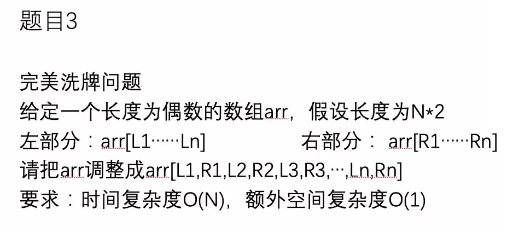 题目3
完美洗牌问题
给定一个长度为偶数的数组arr，假设长度为N*2
左部分：arr[L1……Ln] 右部分： arr[R1……Rn]
请把arr调整成arr[L1,R1,L2,R2,L3,R3,…,Ln,Rn]
要求：时间复杂度O(N)，额外空间复杂度O(1)